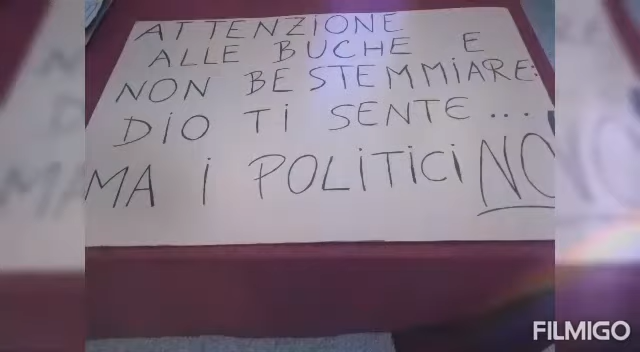 ATTENZIONE
ALLE BUCHE E
NON BESTEMMIARE:
DIO TI SENTE...
MA I POLITICI NO
FILMIGO